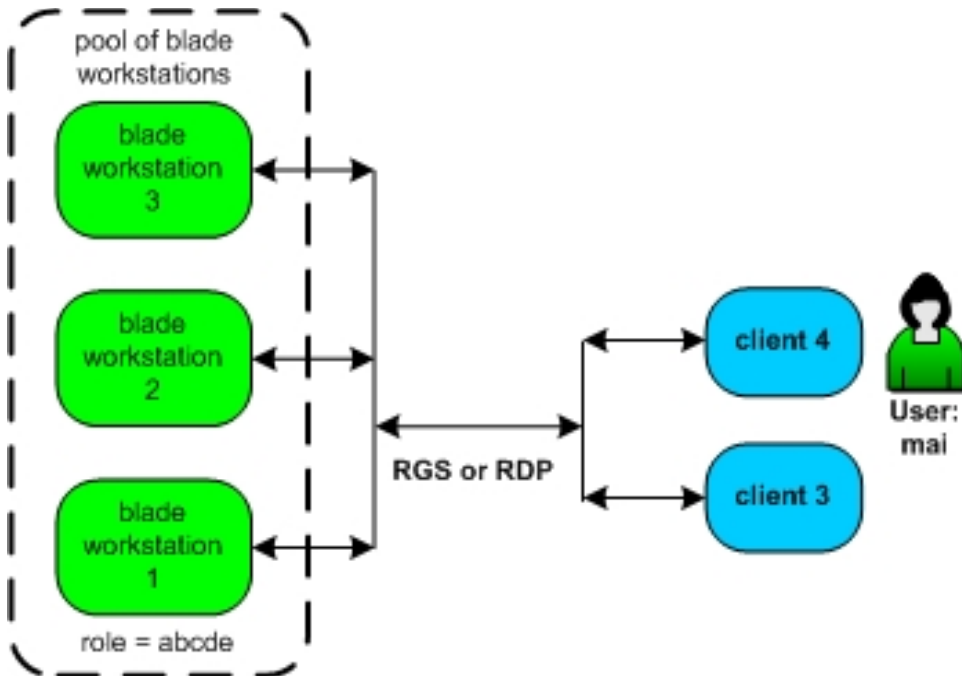 pool of blade
workstations
blade
workstation
3
blade
workstation
2
blade
workstation
1
role = abcde
RGS or RDP
client 4
client 3
User:
mai